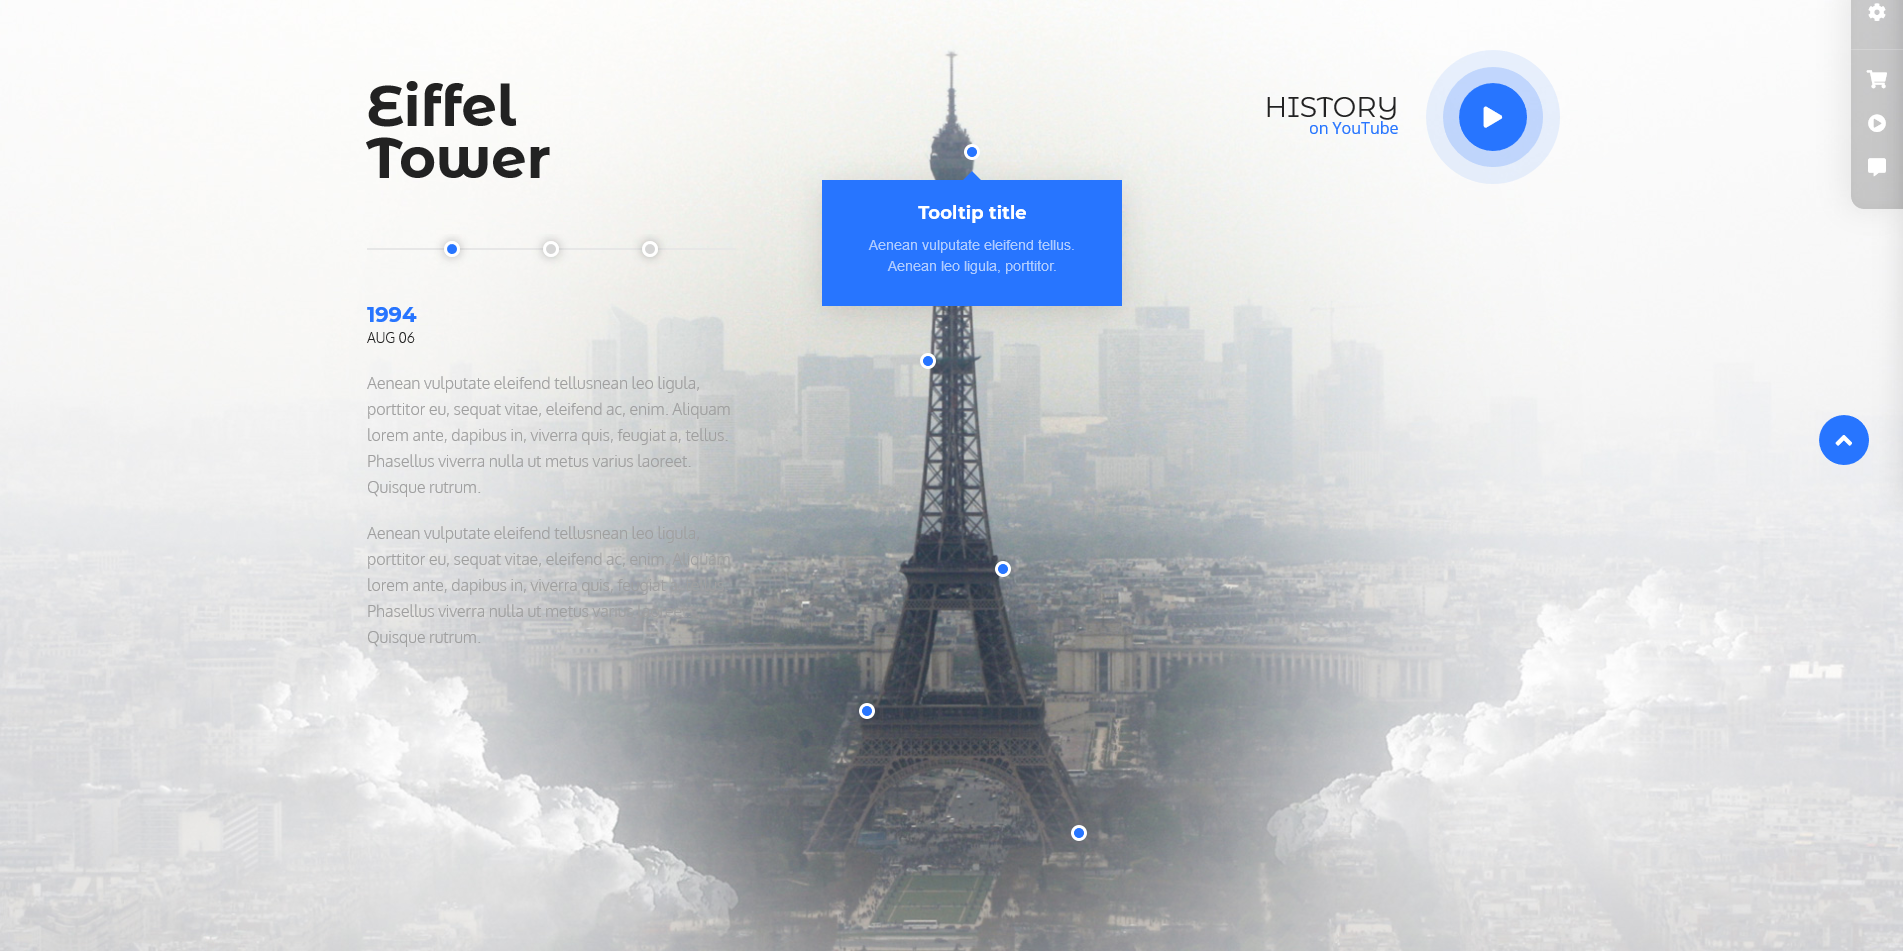 Eiffel
Tower
HISTORY
on YouTube
Tooltip title
Aenean vulputate eleifend tellus.
Aenean leo ligula, porttitor.
1994
AUG 06
Aenean vulputate eleifend tellusnean leo ligula,
porttitor eu, sequat vitae, eleifend ac, enim. Aliquam
lorem ante, dapibus in, viverra quis, feugiat a, tellus.
Phasellus viverra nulla ut metus varius laoreet.
Quisque rutrum.
Aenean vulputate eleifend tellusnean leo ligula,
porttitor eu, sequat vitae, eleifend ac, enim. Aliquam
lorem ante, dapibus in, viverra quis, feugiat
Phasellus viverra nulla ut metus varius
Quisque rutrum.